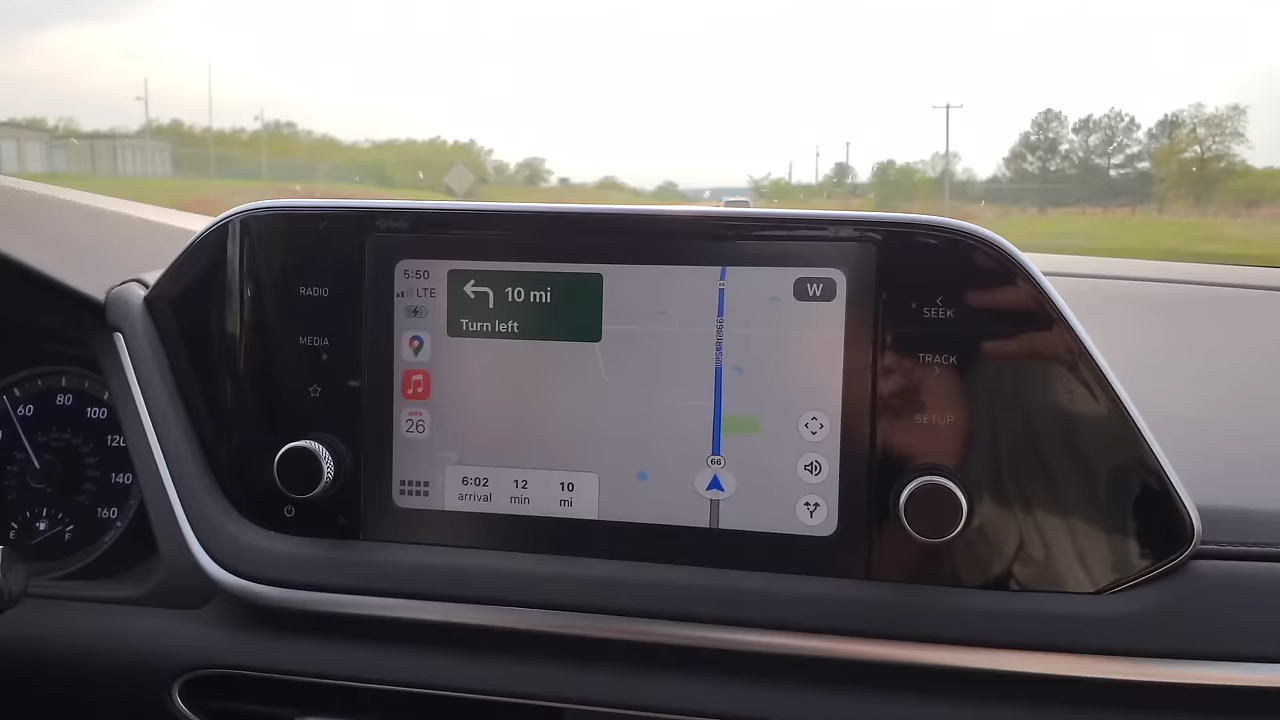 RADIO
MEDIA
5:50
LTE
26
10 mi
Turn left
W
66
6:02 12 10
arrival min mi
SEEK
TRACK
SETUP
60
80
100
120
140
160
E F